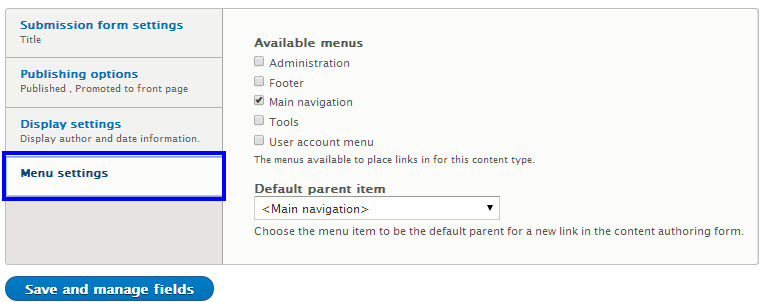 Submission form settings
Title
Publishing options
Published , Promoted to front page
Display settings
Display author and date information.
Menu settings
Available menus
Administration
Footer
Main navigation
Tools
User account menu
The menus available to place links in for this content type.
Default parent item
<Main navigation>
Choose the menu item to be the default parent for a new link in the content authoring form.
Save and manage fields